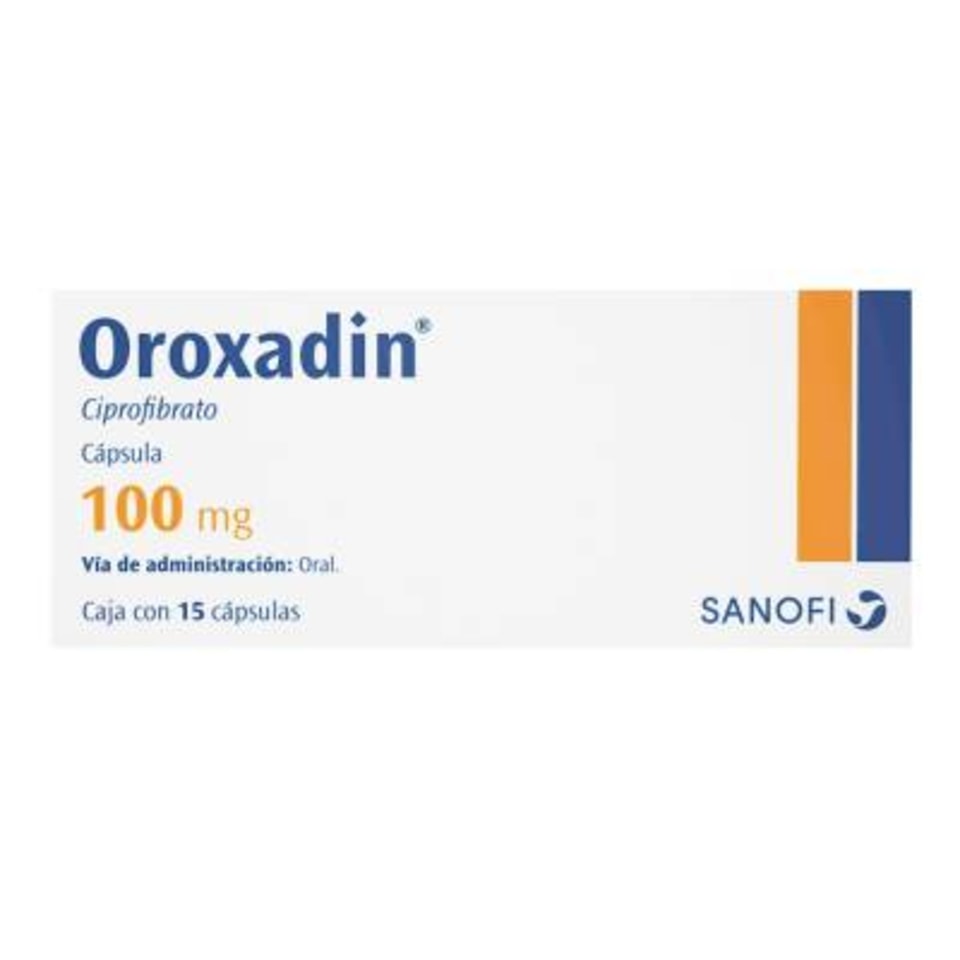 Oroxadin®
Ciprofibrato
Cápsula
100 mg
Vía de administración: Oral.
Caja con 15 cápsulas
SANOFI